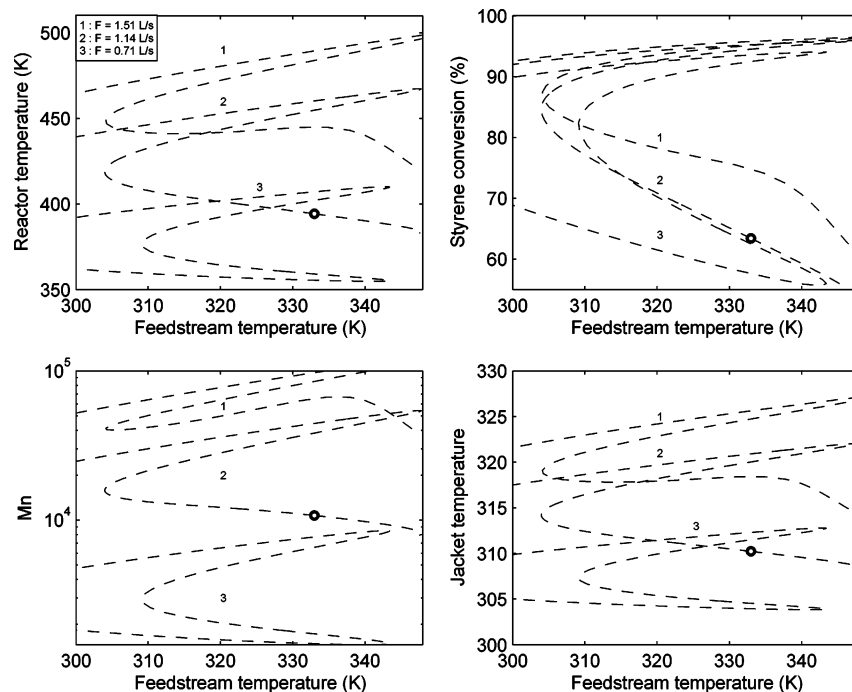 1 : F = 1.51 L/s
2 : F = 1.14 L/s
3 : F = 0.71 L/s
Reactor temperature (K)
500
450
400
350
1
2
3
300 310 320 330 340
Feedstream temperature (K)
Styrene conversion (%)
100
90
80
70
60
1
2
3
300 310 320 330 340
Feedstream temperature (K)
Mn
10^5
10^4
1
2
3
300 310 320 330 340
Feedstream temperature (K)
Jacket temperature
330
325
320
315
310
305
300
1
2
3
300 310 320 330 340
Feedstream temperature (K)